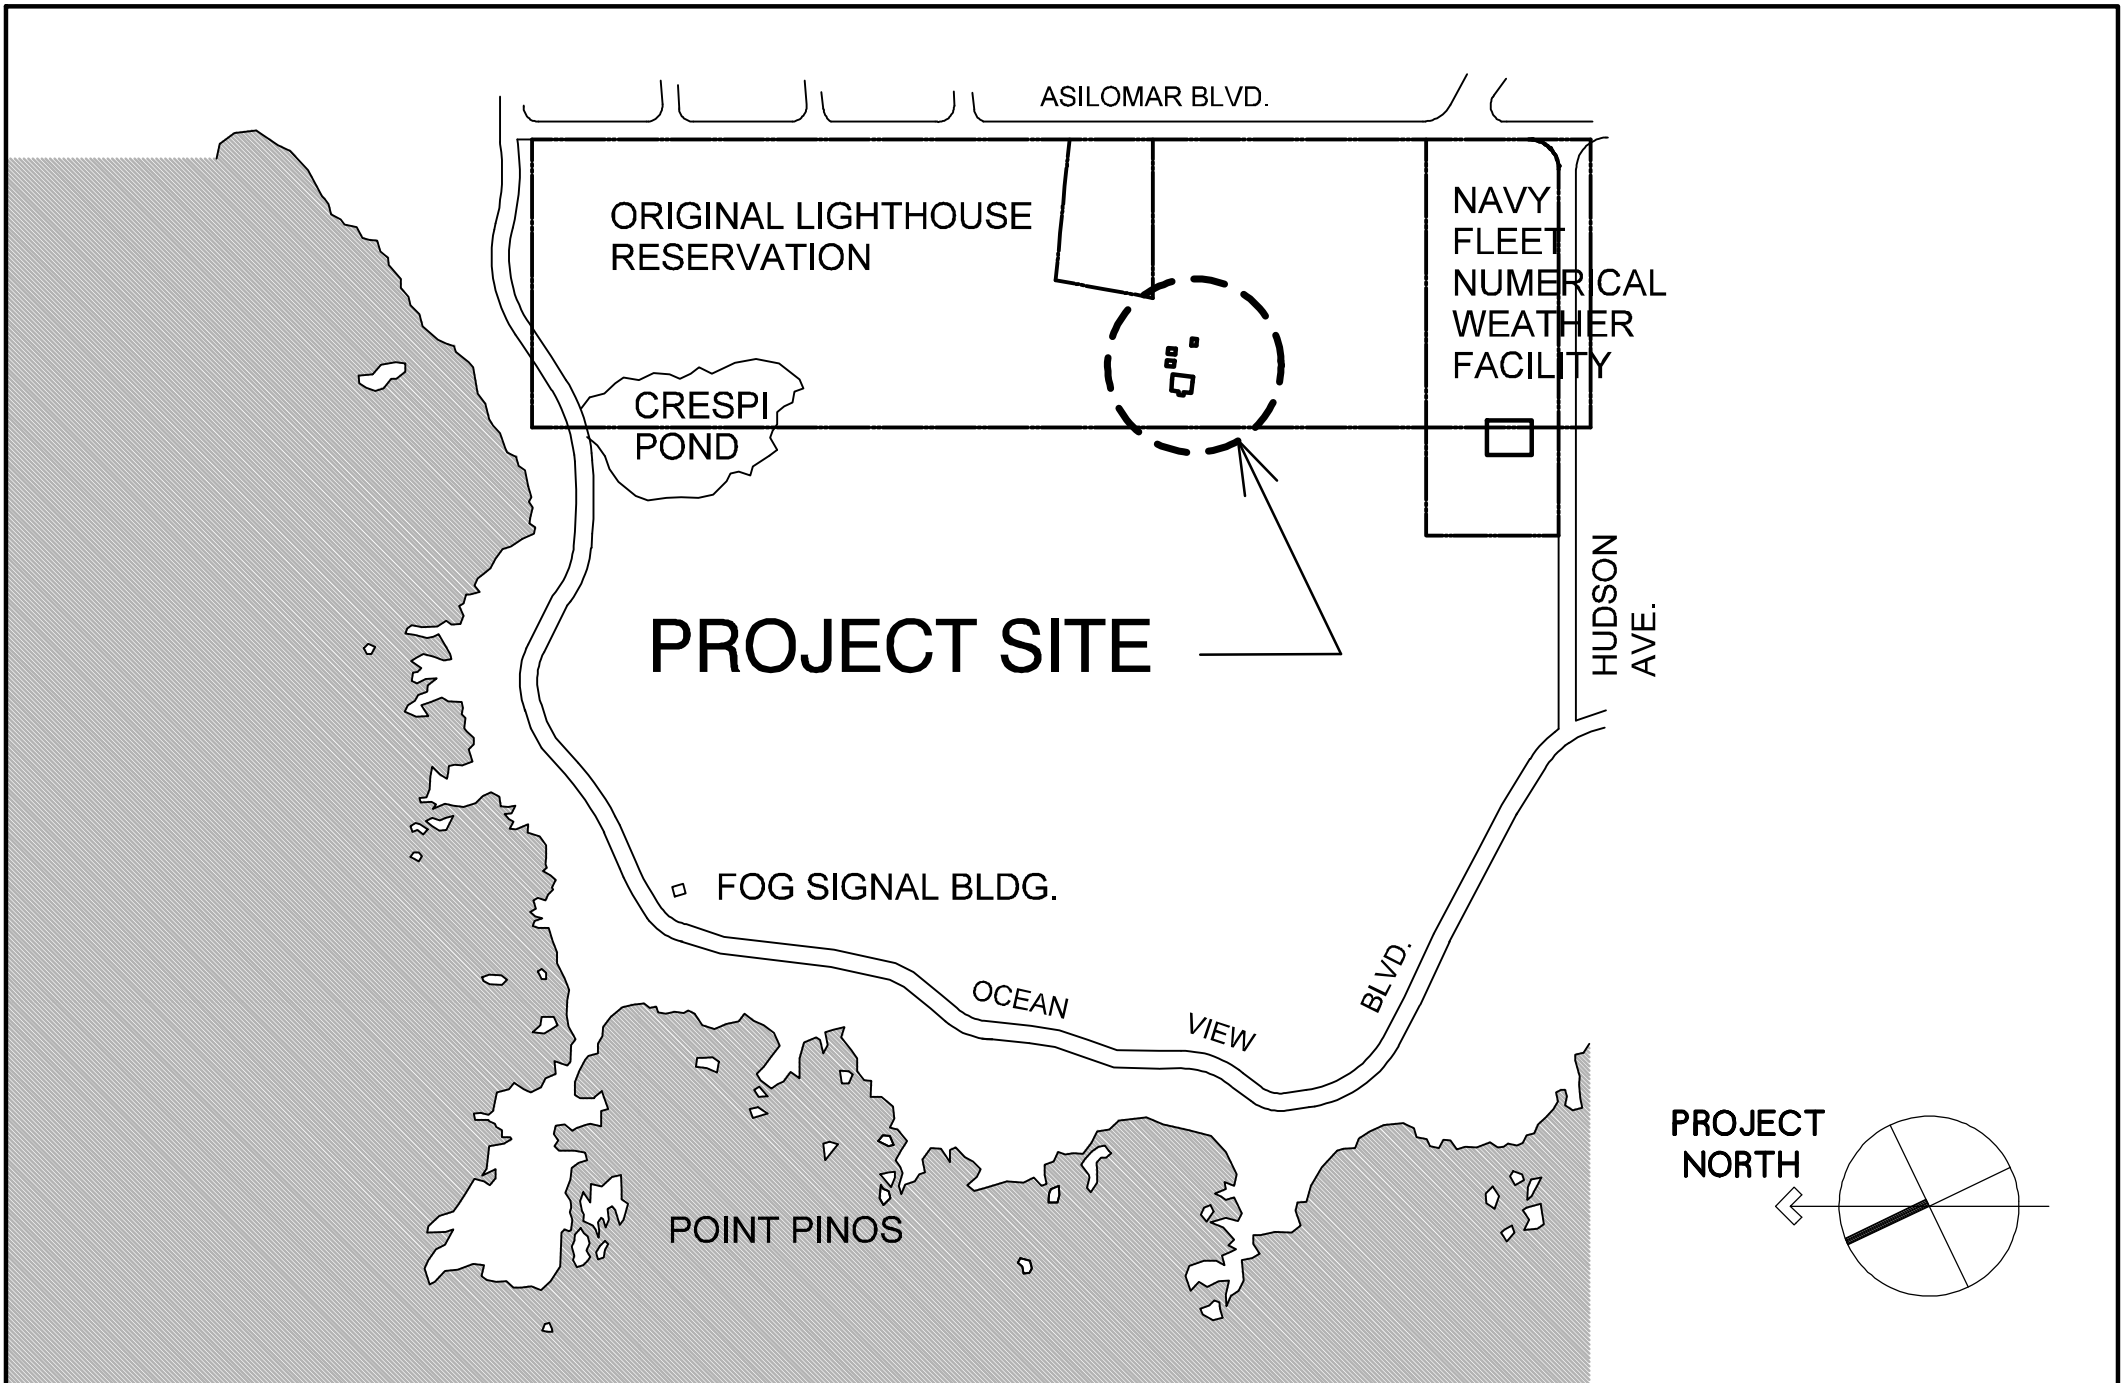 ASILOMAR BLVD.
ORIGINAL LIGHTHOUSE
RESERVATION
NAVY
FLEET
NUMERICAL
WEATHER
FACILITY
CRESPI
POND
HUDSON
AVE.
PROJECT SITE
FOG SIGNAL BLDG.
OCEAN
VIEW
BLVD.
POINT PINOS
PROJECT
NORTH